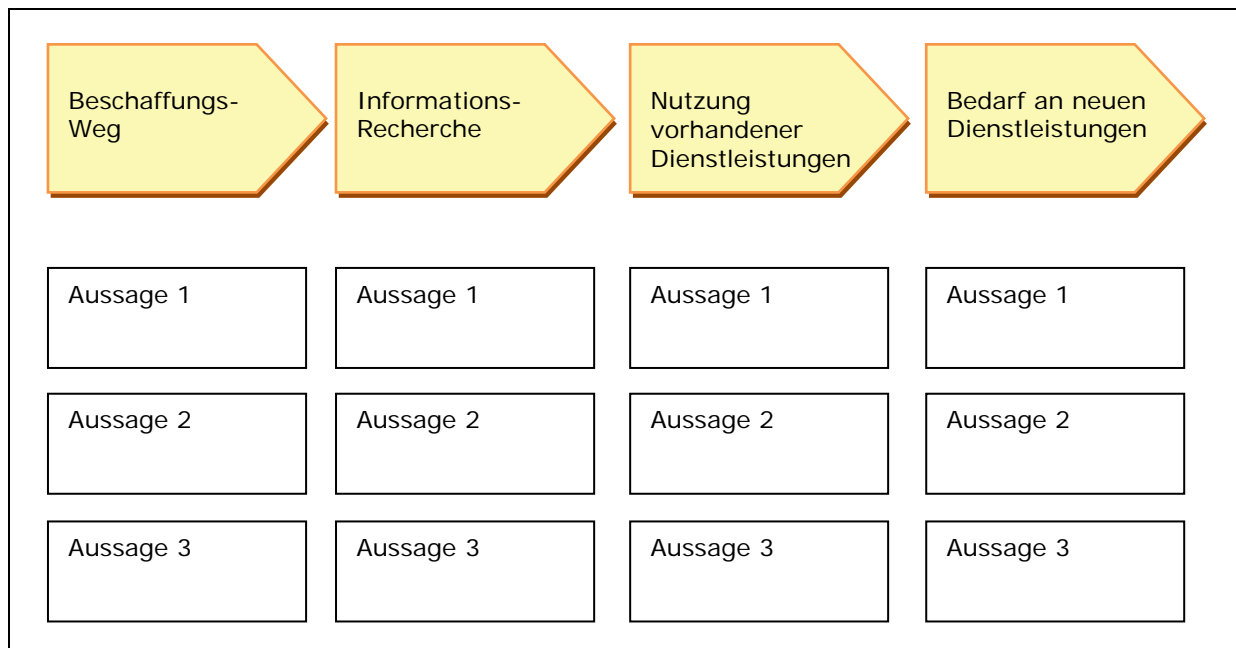 Beschaffungs-
Weg
Informations-
Recherche
Nutzung
vorhandener
Dienstleistungen
Bedarf an neuen
Dienstleistungen
Aussage 1
Aussage 1
Aussage 1
Aussage 1
Aussage 2
Aussage 2
Aussage 2
Aussage 2
Aussage 3
Aussage 3
Aussage 3
Aussage 3